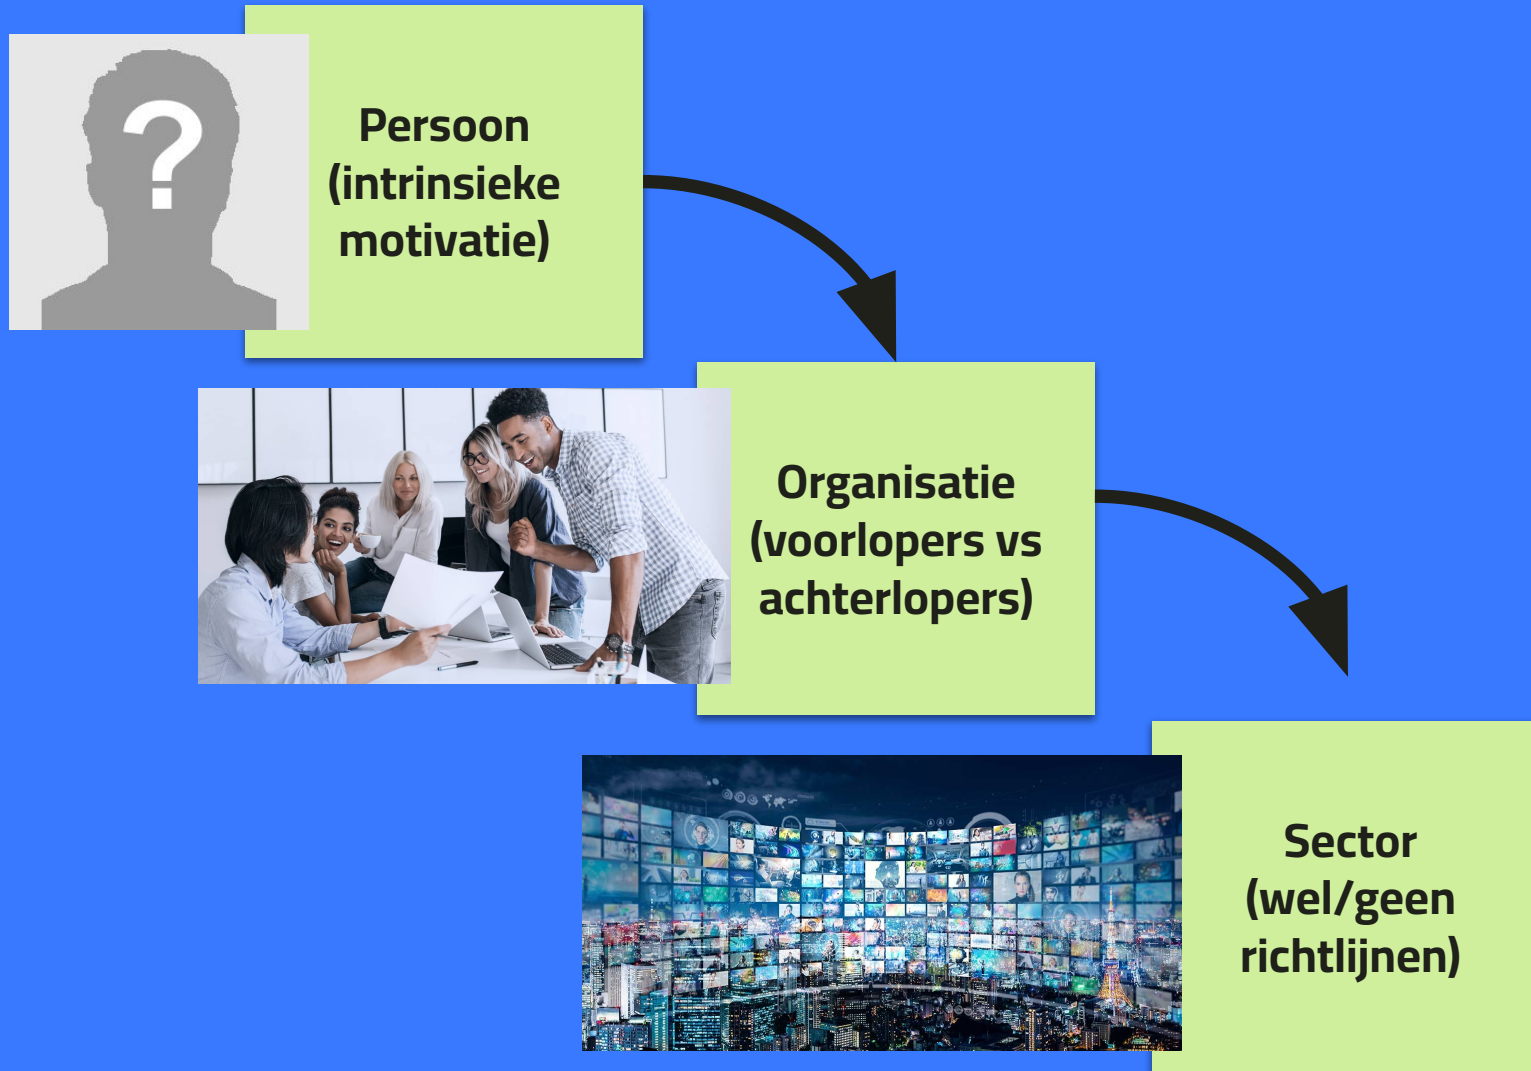 ?
Persoon
(intrinsieke
motivatie)
Organisatie
(voorlopers vs
achterlopers)
Sector
(wel/geen
richtlijnen)